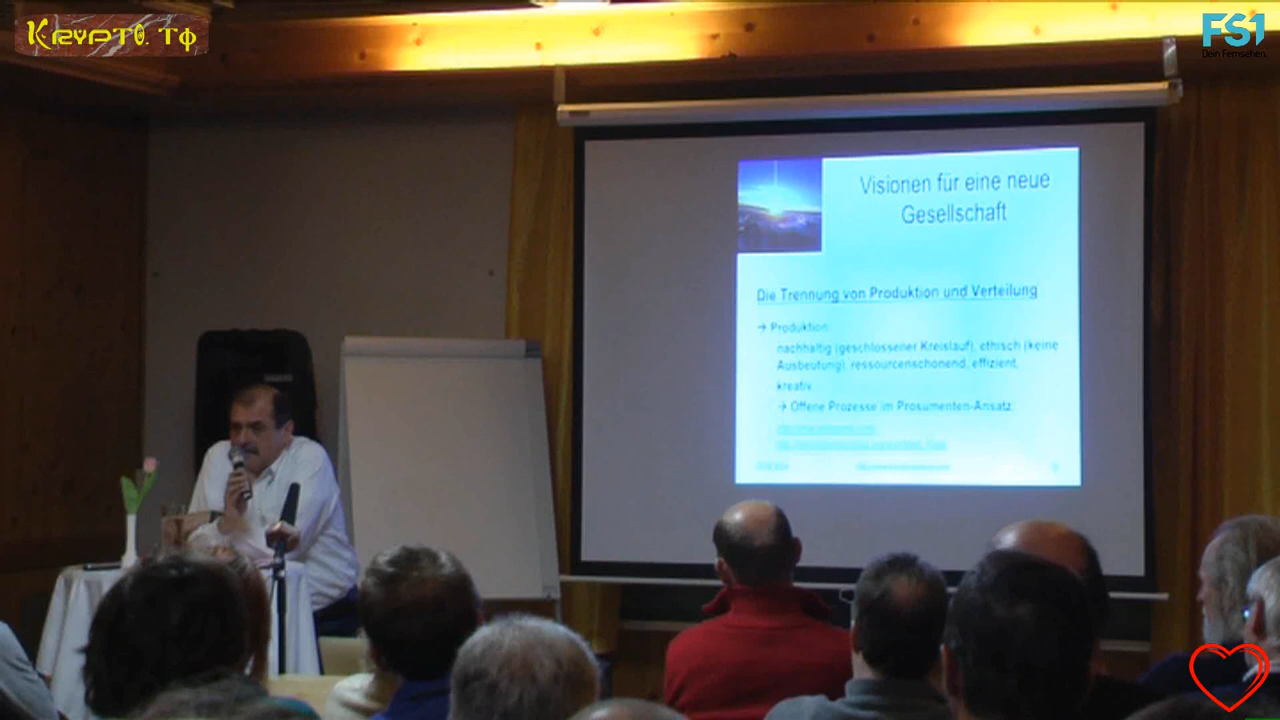 Krypto.TV
FS1
Dein Fernsehen.
Visionen für eine neue
Gesellschaft
Die Trennung von Produktion und Verteilung
→ Produktion:
nachhaltig (geschlossener Kreislauf), ethisch (keine
Ausbeutung), ressourcenschonend, effizient,
kreativ
→ Offene Prozesse im Prosumenten-Ansatz: